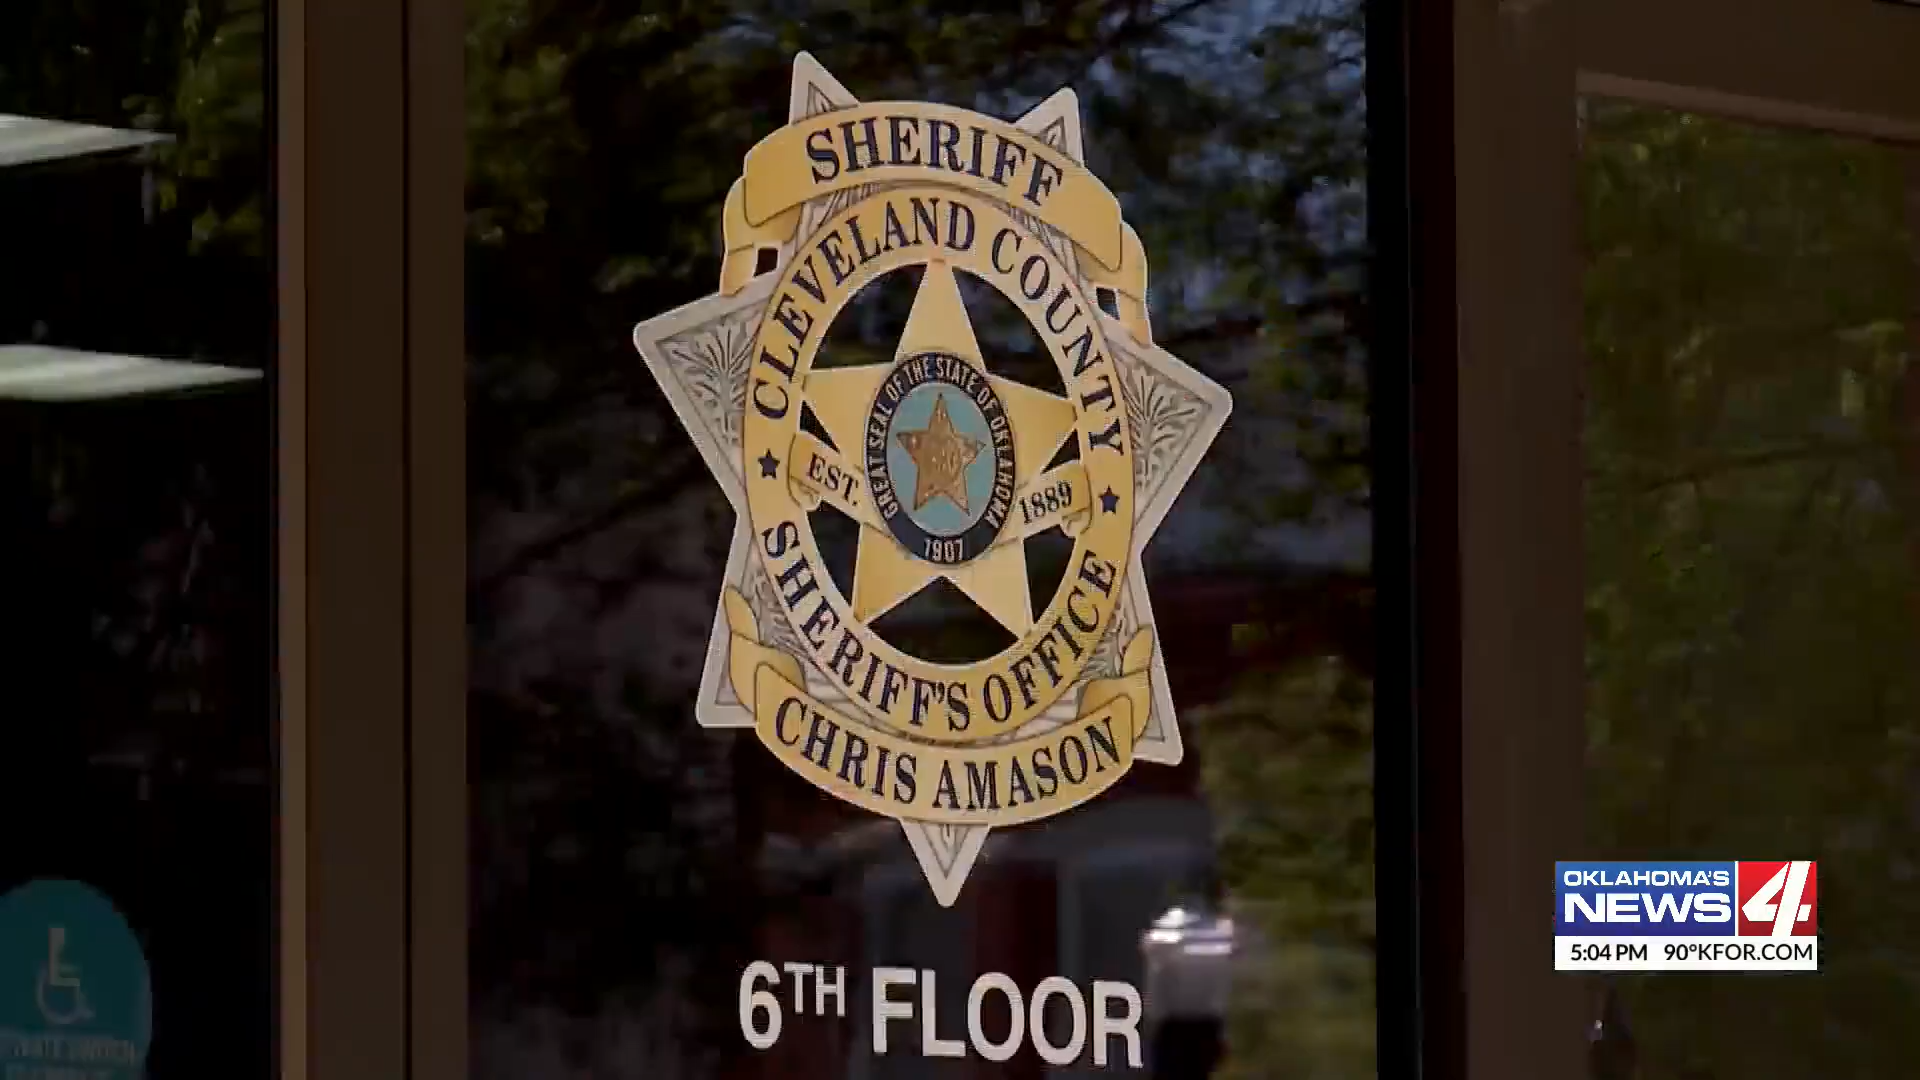 SHERIFF
CLEVELAND COUNTY
GREAT SEAL OF THE STATE OF OKLAHOMA
EST. 1889
1907
SHERIFF'S OFFICE
CHRIS AMASON
6TH FLOOR
OKLAHOMA'S
NEWS 4
5:04 PM 90° KFOR.COM